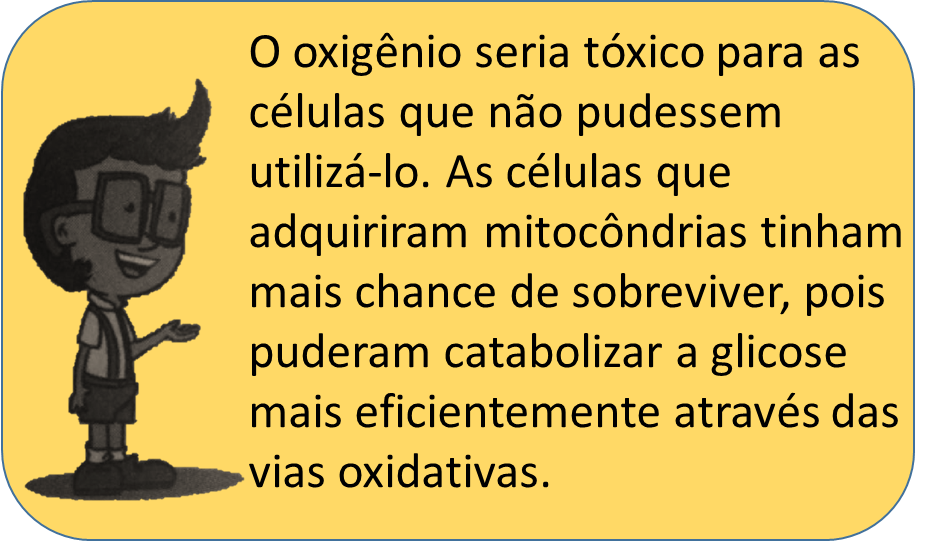 O oxigênio seria tóxico para as
células que não pudessem
utilizá-lo. As células que
adquiriram mitocôndrias tinham
mais chance de sobreviver, pois
puderam catabolizar a glicose
mais eficientemente através das
vias oxidativas.